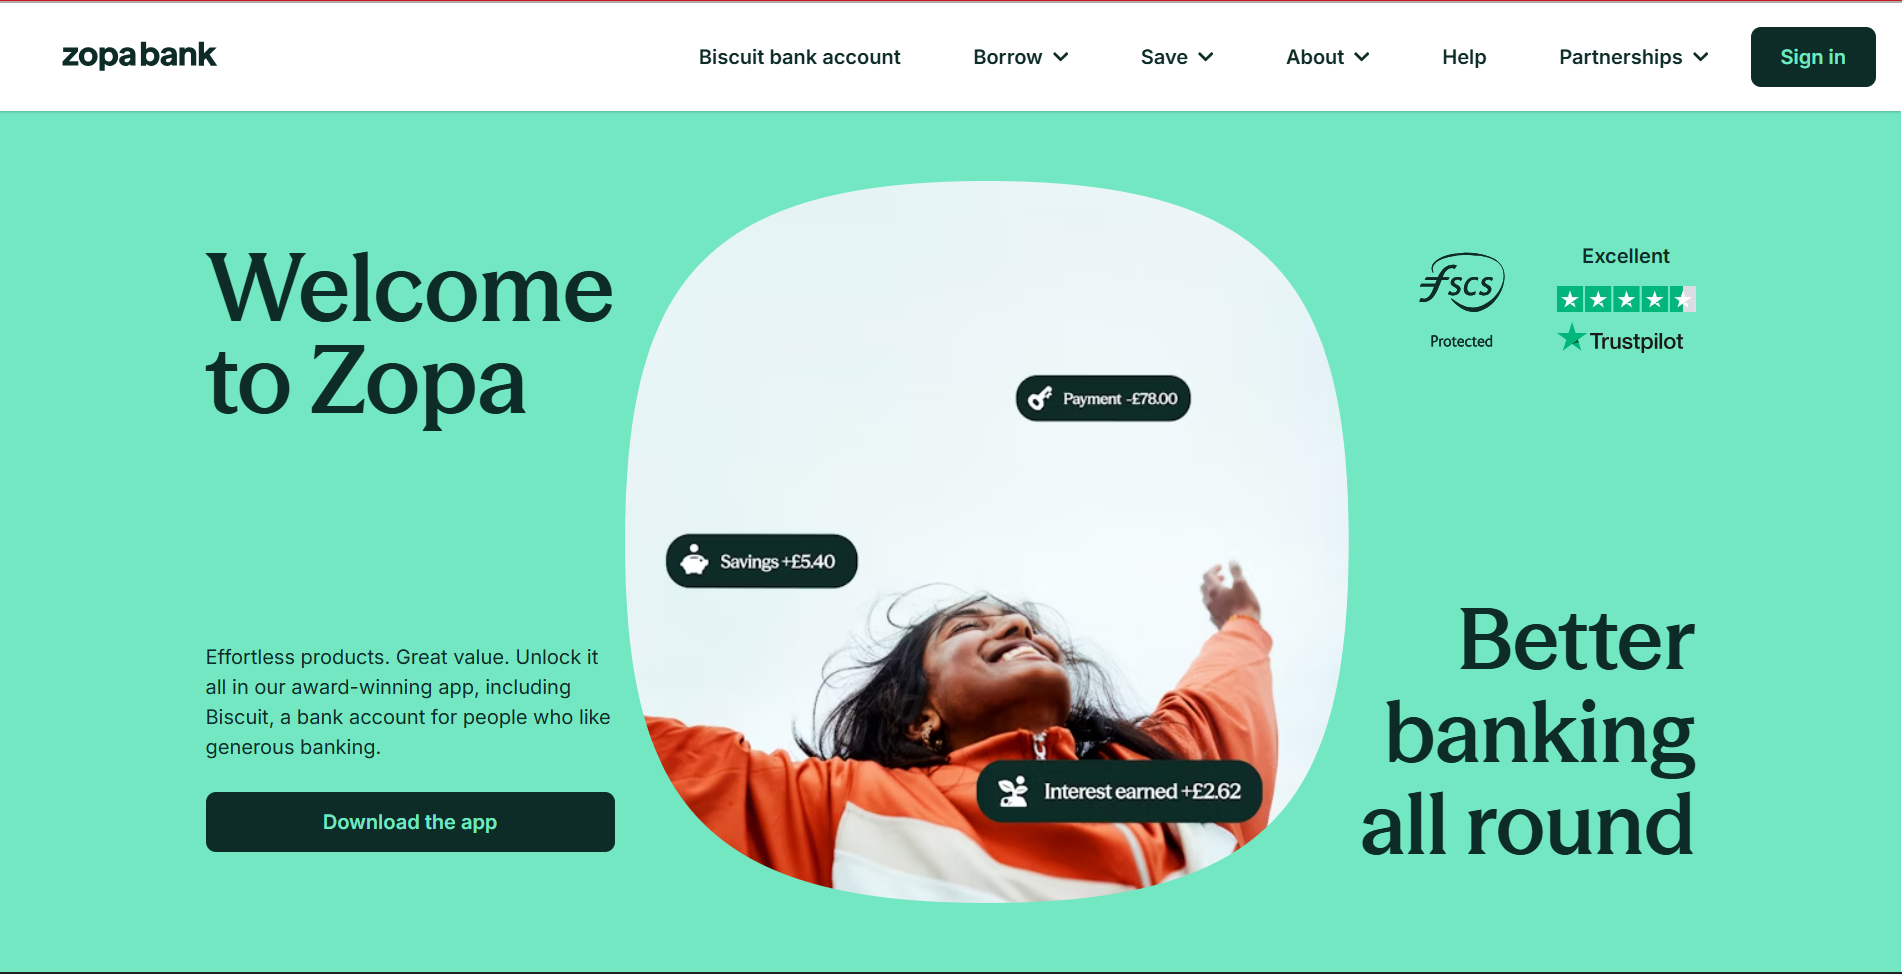 zopa bank
Biscuit bank account
Borrow
Save
About
Help
Partnerships
Sign in
Welcome
to Zopa
Effortless products. Great value. Unlock it
all in our award-winning app, including
Biscuit, a bank account for people who like
generous banking.
Download the app
Payment -£78.00
Savings +£5.40
Interest earned +£2.62
fscs
Protected
Excellent
Trustpilot
Better
banking
all round